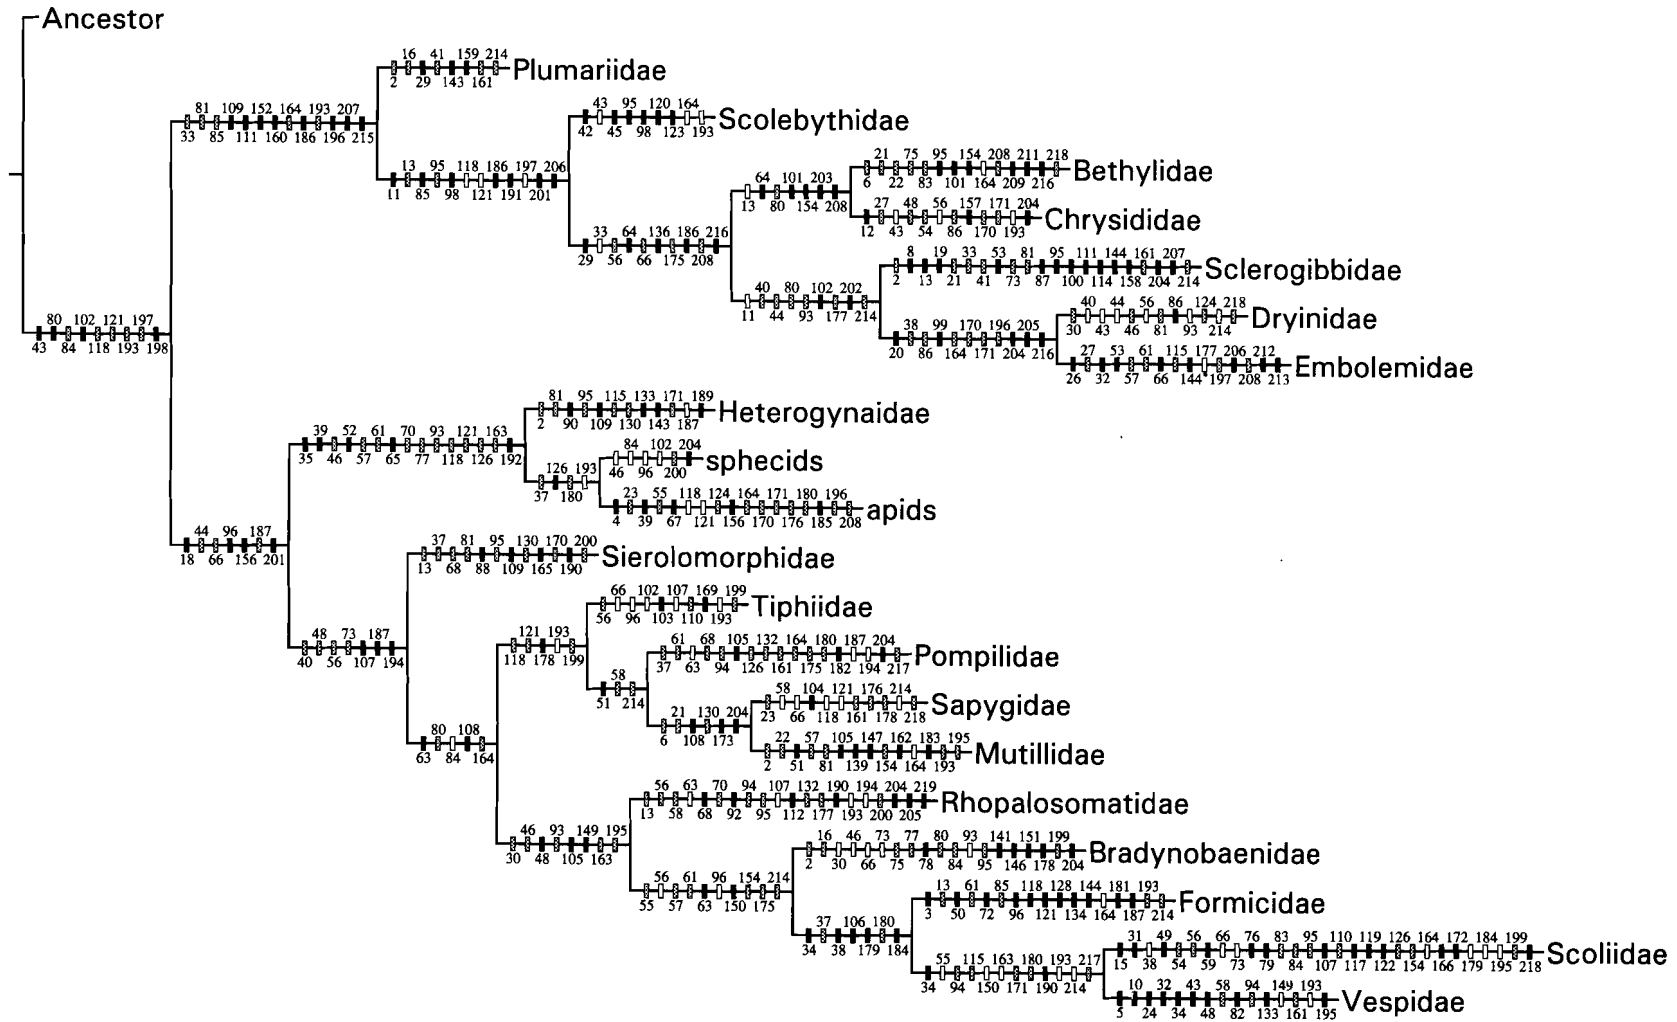 Ancestor
16 41 159 214
Plumariidae
2 29 143 161
81 109 152 164 193 207
33 85 111 160 186 196 215
43 95 120 164
Scolebythidae
42 45 98 123 193
13 95 118 186 197 206
11 85 98 121 191 201
21 75 95 154 208 211 218
Bethylidae
6 22 83 101 164 209 216
64 101 203
13 80 154 208
27 48 56 157 171 204
Chrysididae
12 43 54 86 170 193
33 64 136 186 216
29 56 66 175 208
8 19 33 53 81 95 111 144 161 207
Sclerogibbidae
2 13 21 41 73 87 100 114 158 204 214
40 80 102 202
11 44 93 177 214
40 44 56 86 124 218
Dryinidae
30 43 46 81 93 214
38 99 170 196 205
20 86 164 171 204 216
27 53 61 115 177 206 212
Embolemidae
26 32 57 66 144 197 208 213
80 102 121 197
43 84 118 193 198
81 95 115 133 171 189
Heterogynaidae
2 90 109 130 143 187
39 52 61 70 93 121 163
35 46 57 65 77 118 126 192
84 102 204
sphecids
46 96 200
126 193
37 180
23 55 118 124 164 171 180 196
apids
4 39 67 121 156 170 176 185 208
44 96 187
18 66 156 201
37 81 95 130 170 200
Sierolomorphidae
13 68 88 109 165 190
66 102 107 169 199
Tiphiidae
56 96 103 110 193
48 73 187
40 56 107 194
121 193
118 178 199
61 68 105 132 164 180 187 204
Pompilidae
37 63 94 126 161 175 182 194 217
58
51 214
58 104 121 176 214
Sapygidae
23 66 118 161 178 218
21 130 204
6 108 173
22 57 105 147 162 183 195
Mutillidae
2 51 81 139 154 164 193
80 108
63 84 164
56 63 70 94 107 132 190 194 204 219
Rhopalosomatidae
13 58 68 92 95 112 177 193 200 205
46 93 149 195
30 48 105 163
16 46 73 77 80 93 141 151 199
Bradynobaenidae
2 30 66 75 78 84 95 146 178 204
56 61 96 154 214
55 57 63 150 175
13 61 85 118 128 144 181 193
Formicidae
3 50 72 96 121 134 164 187 214
37 106 180
34 38 179 184
31 49 56 66 76 83 95 110 119 126 164 172 184 199
Scoliidae
15 38 54 59 73 79 84 107 117 122 154 166 179 195 218
55 115 163 180 193 217
34 94 150 171 190 214
10 32 43 58 94 149 193
Vespidae
5 24 34 48 82 133 161 195